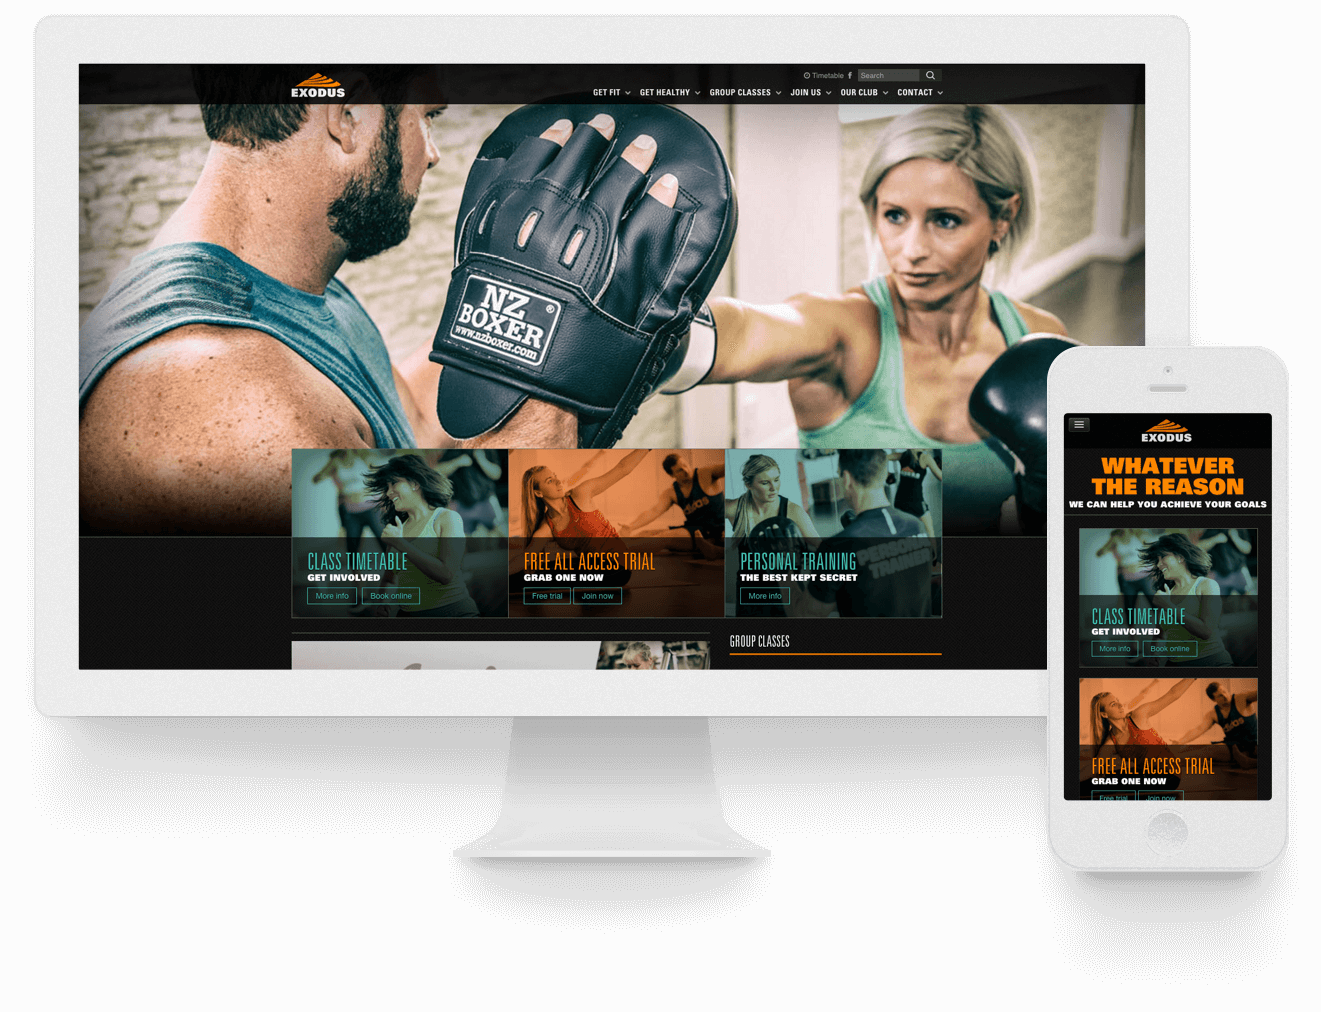 EXODUS
Timetable
Search
GET FIT
GET HEALTHY
GROUP CLASSES
JOIN US
OUR CLUB
CONTACT
NZ
BOXER®
www.nzboxer.com
CLASS TIMETABLE
GET INVOLVED
More info
Book online
FREE ALL ACCESS TRIAL
GRAB ONE NOW
Free trial
Join now
PERSONAL TRAINING
THE BEST KEPT SECRET
More info
PERSONAL
TRAINING
GROUP CLASSES
EXODUS
WHATEVER
THE REASON
WE CAN HELP YOU ACHIEVE YOUR GOALS
CLASS TIMETABLE
GET INVOLVED
More info
Book online
FREE ALL ACCESS TRIAL
GRAB ONE NOW
Free trial
Join now